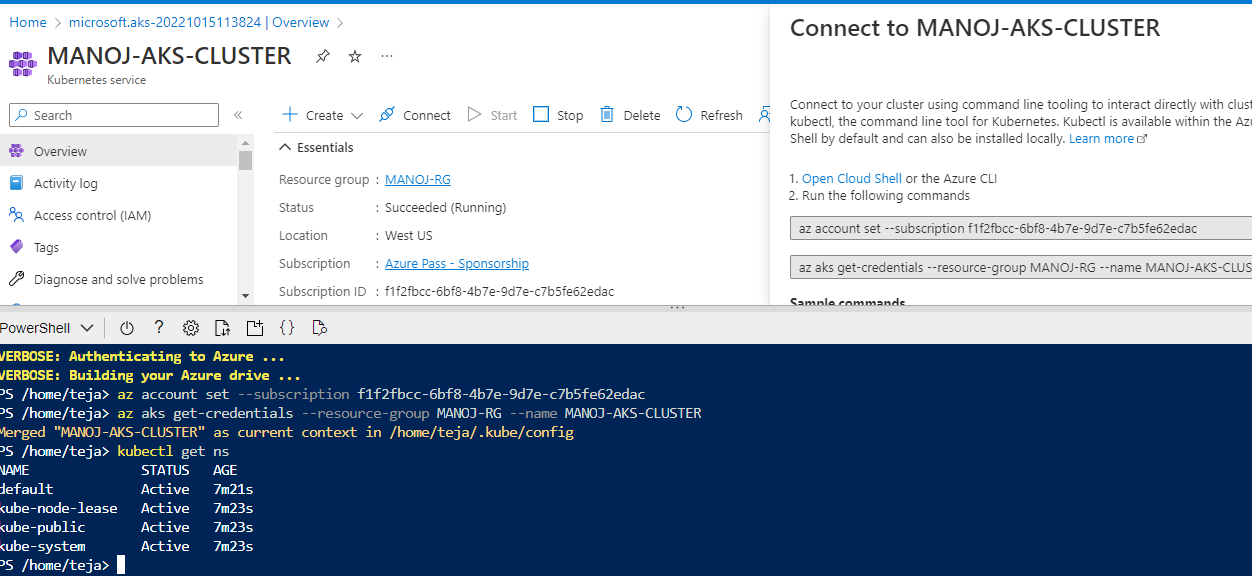 Home > microsoft.aks-20221015113824 | Overview >
MANOJ-AKS-CLUSTER
Kubernetes service
Search
«
Overview
Activity log
Access control (IAM)
Tags
Diagnose and solve problems
Create
Connect
Start
Stop
Delete
Refresh
Essentials
Resource group : MANOJ-RG
Status : Succeeded (Running)
Location : West US
Subscription : Azure Pass - Sponsorship
Subscription ID : f1f2fbcc-6bf8-4b7e-9d7e-c7b5fe62edac
Connect to MANOJ-AKS-CLUSTER
Connect to your cluster using command line tooling to interact directly with clust
kubectl, the command line tool for Kubernetes. Kubectl is available within the Azu
Shell by default and can also be installed locally. Learn more
1. Open Cloud Shell or the Azure CLI
2. Run the following commands
az account set --subscription f1f2fbcc-6bf8-4b7e-9d7e-c7b5fe62edac
az aks get-credentials --resource-group MANOJ-RG --name MANOJ-AKS-CLUS
Sample commands
PowerShell
?
{}
VERBOSE: Authenticating to Azure ...
VERBOSE: Building your Azure drive ...
PS /home/teja> az account set --subscription f1f2fbcc-6bf8-4b7e-9d7e-c7b5fe62edac
PS /home/teja> az aks get-credentials --resource-group MANOJ-RG --name MANOJ-AKS-CLUSTER
Merged "MANOJ-AKS-CLUSTER" as current context in /home/teja/.kube/config
PS /home/teja> kubectl get ns
NAME STATUS AGE
default Active 7m21s
kube-node-lease Active 7m23s
kube-public Active 7m23s
kube-system Active 7m23s
PS /home/teja>